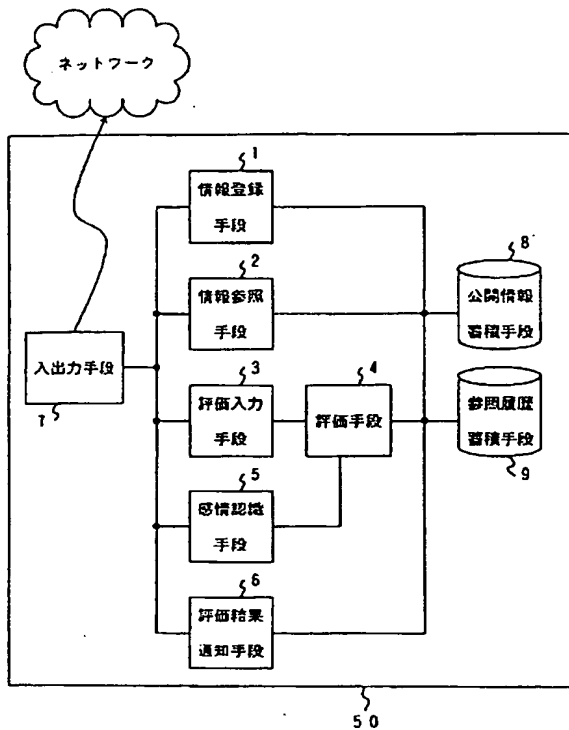 ネットワーク
1
情報登録
手段
2
情報参照
手段
8
公開情報
蓄積手段
入出力手段
7
3
評価入力
手段
4
評価手段
参照履歴
蓄積手段
9
5
感情認識
手段
6
評価結果
通知手段
50